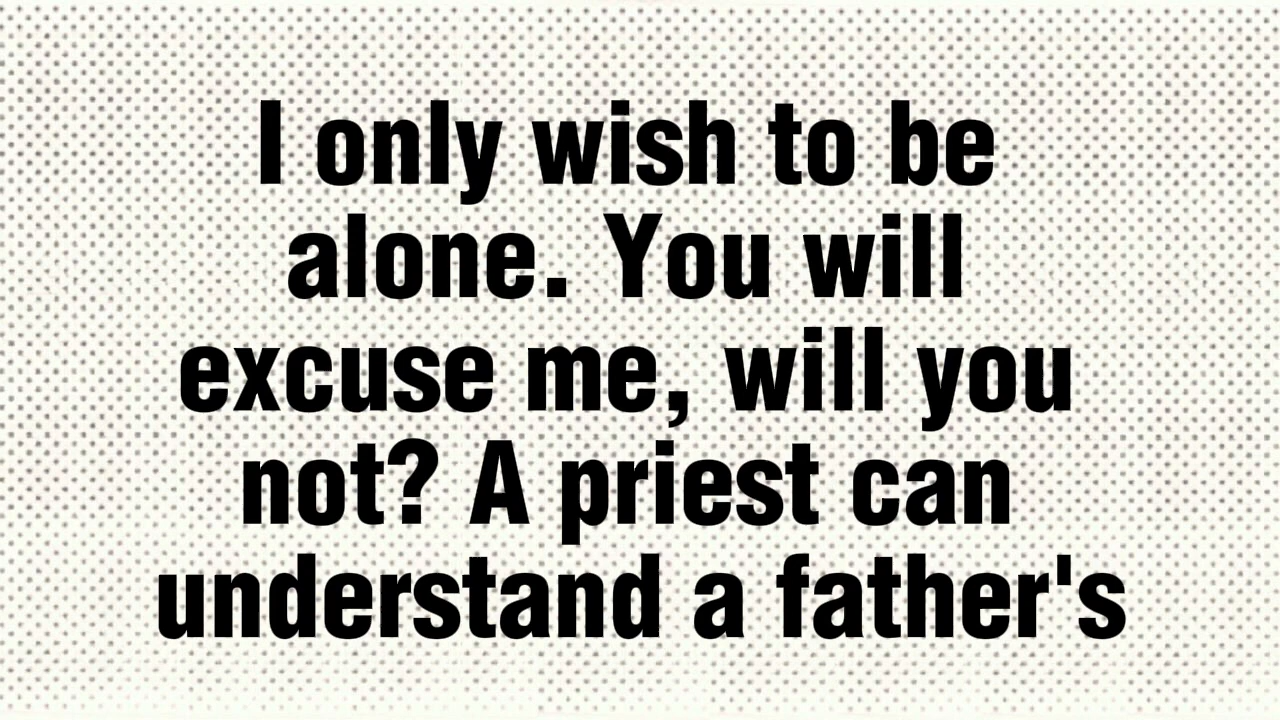 I only wish to be
alone. You will
excuse me, will you
not? A priest can
understand a father's